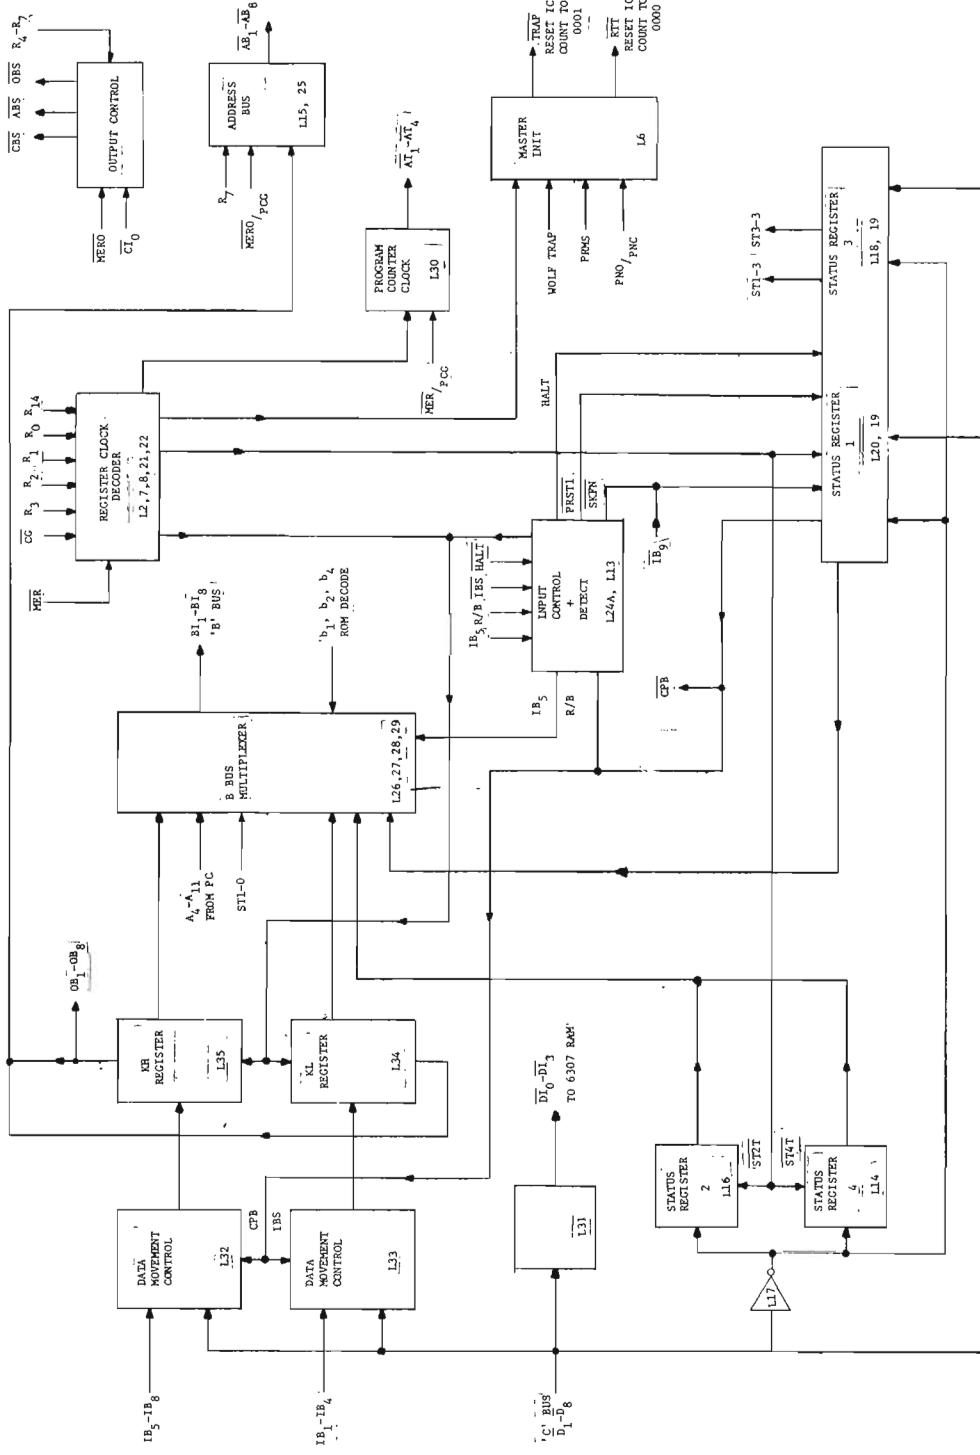 R4-R7
OBS
ABS
CBS
OUTPUT CONTROL
MERO
CI0
AB1-AB8
ADDRESS
BUS
L15, 25
R7
MERO/PCG
AT1-AT4
PROGRAM
COUNTER
CLOCK
L30
MER/PCG
TRAP
RESET IC
COUNT TO
0001
RTT
RESET IC
COUNT TO
0000
MASTER
INIT
L6
WOLF TRAP
PRMS
PNO/PNC
R14
R0
R1
R2
R3
CG
REGISTER CLOCK
DECODER
L2,7,8,21,22
MER
ST1-3
ST3-3
STATUS REGISTER
3
L18, 19
STATUS REGISTER
1
L20, 19
HALT
PRST1
SKFN
IB9
BI1-BI8
'B' BUS
b1, b2, b4
ROM DECODE
B BUS
MULTIPLEXER
L26,27,28,29
A4-A11
FROM PC
ST1-0
HALT
IBS
R/B
IB5
INPUT
CONTROL
+
DETECT
L24A, L13
IB5
R/B
CPB
OB1-OB8
KH
REGISTER
L35
KL
REGISTER
L34
DATA
MOVEMENT
CONTROL
L32
CPB
IBS
DATA
MOVEMENT
CONTROL
L33
IB5-IB8
IB1-IB4
DI0-DI3
TO 6307 RAM
L31
'C' BUS
D1-D8
STATUS
REGISTER
2
L16
ST2T
ST4T
STATUS
REGISTER
4
L14
L17